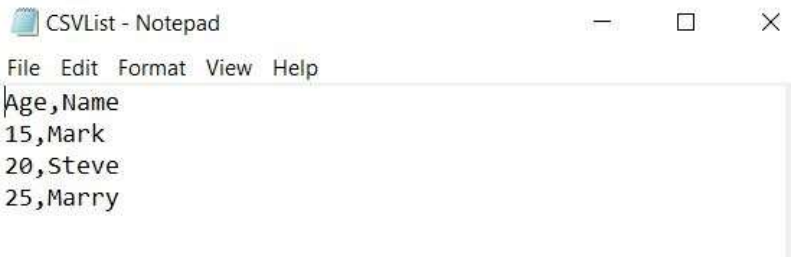 CSVList - Notepad
File Edit Format View Help
Age,Name
15,Mark
20,Steve
25,Marry